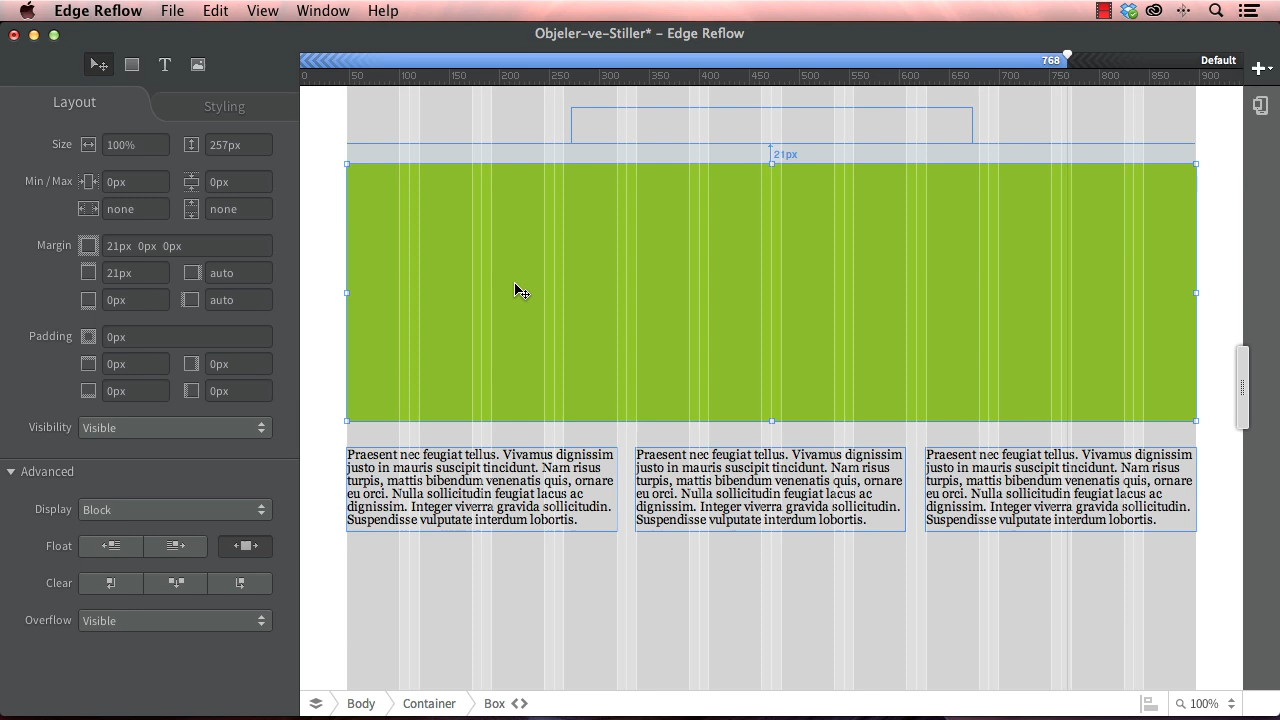 Edge Reflow File Edit View Window Help
Objeler-ve-Stiller* – Edge Reflow
768 Default
0 50 100 150 200 250 300 350 400 450 500 550 600 650 700 750 800 850 900
Layout Styling
Size 100% 257px
Min / Max 0px 0px
none none
Margin 21px 0px 0px
21px auto
0px auto
Padding 0px
0px 0px
0px 0px
Visibility Visible
Advanced
Display Block
Float
Clear
Overflow Visible
21px
Praesent nec feugiat tellus. Vivamus dignissim
justo in mauris suscipit tincidunt. Nam risus
turpis, mattis bibendum venenatis quis, ornare
eu orci. Nulla sollicitudin feugiat lacus ac
dignissim. Integer viverra gravida sollicitudin.
Suspendisse vulputate interdum lobortis.
Praesent nec feugiat tellus. Vivamus dignissim
justo in mauris suscipit tincidunt. Nam risus
turpis, mattis bibendum venenatis quis, ornare
eu orci. Nulla sollicitudin feugiat lacus ac
dignissim. Integer viverra gravida sollicitudin.
Suspendisse vulputate interdum lobortis.
Praesent nec feugiat tellus. Vivamus dignissim
justo in mauris suscipit tincidunt. Nam risus
turpis, mattis bibendum venenatis quis, ornare
eu orci. Nulla sollicitudin feugiat lacus ac
dignissim. Integer viverra gravida sollicitudin.
Suspendisse vulputate interdum lobortis.
Body Container Box 100%